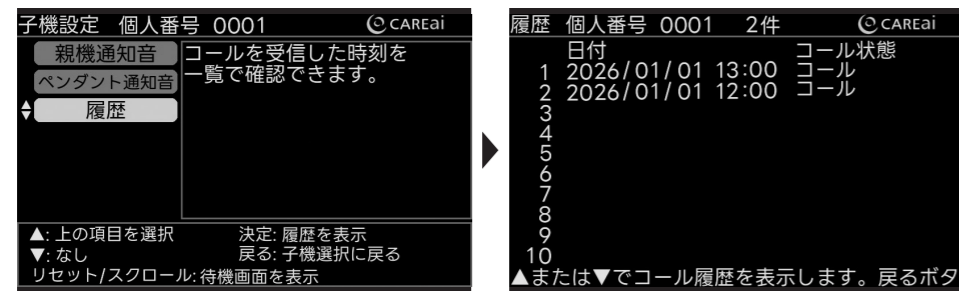 子機設定 個人番号 0001 CAREai
親機通知音
ペンダント通知音
履歴
コールを受信した時刻を
一覧で確認できます。
▲: 上の項目を選択 決定: 履歴を表示
▼: なし 戻る: 子機選択に戻る
リセット/スクロール: 待機画面を表示
履歴 個人番号 0001 2件 CAREai
日付 コール状態
1 2026/01/01 13:00 コール
2 2026/01/01 12:00 コール
3
4
5
6
7
8
9
10
▲または▼でコール履歴を表示します。戻るボタ